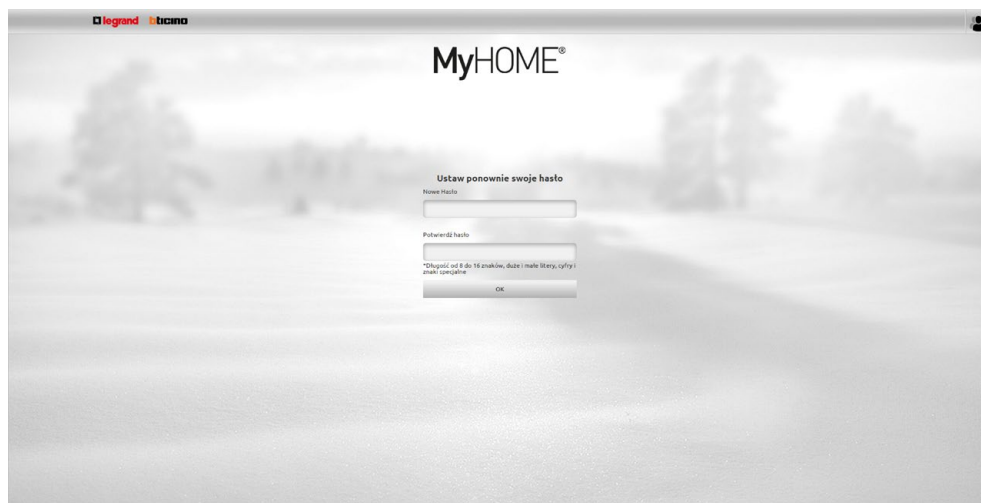 legrand bticino
MyHOME®
Ustaw ponownie swoje hasło
Nowe Hasło
Potwierdź hasło
*Długość od 8 do 16 znaków, duże i małe litery, cyfry i
znaki specjalne
OK